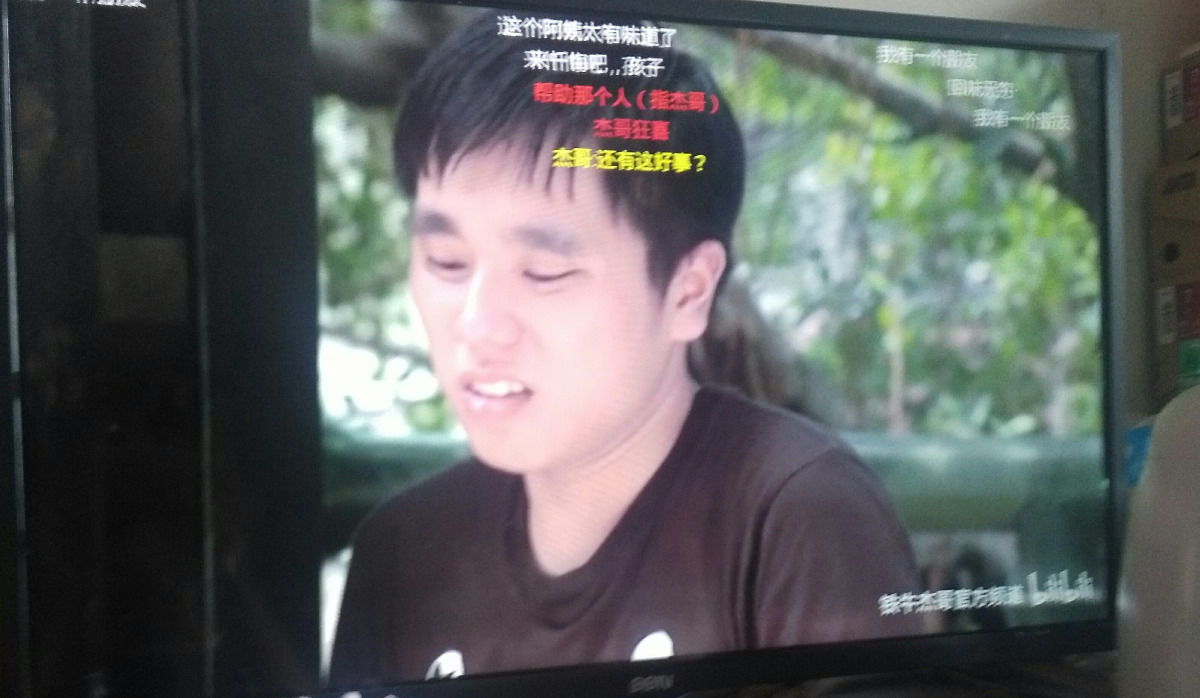 这个阿姨太有味道了
来忏悔吧,,孩子
帮助那个人（指杰哥）
杰哥狂喜
杰哥:还有这好事？
我有一个朋友
回味无穷
我有一个朋友
铁牛杰哥官方频道 bilibili